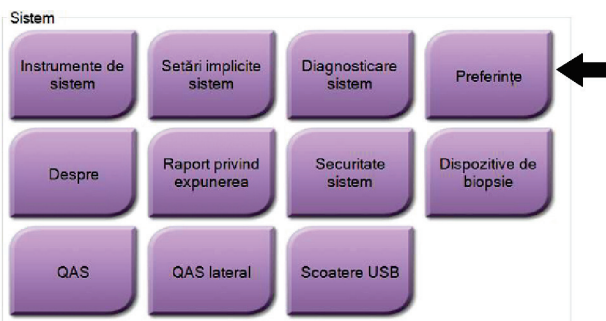 Sistem
Instrumente de
sistem
Setări implicite
sistem
Diagnosticare
sistem
Preferințe
Despre
Raport privind
expunerea
Securitate
sistem
Dispozitive de
biopsie
QAS
QAS lateral
Scoatere USB